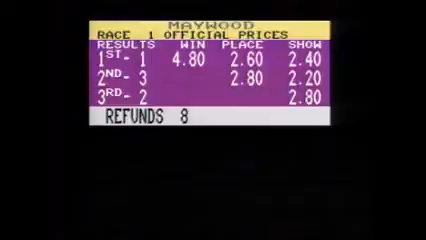 MAYWOOD
RACE 1 OFFICIAL PRICES
RESULTS WIN PLACE SHOW
1ST- 1 4.80 2.60 2.40
2ND- 3 2.80 2.20
3RD- 2 2.80
REFUNDS 8